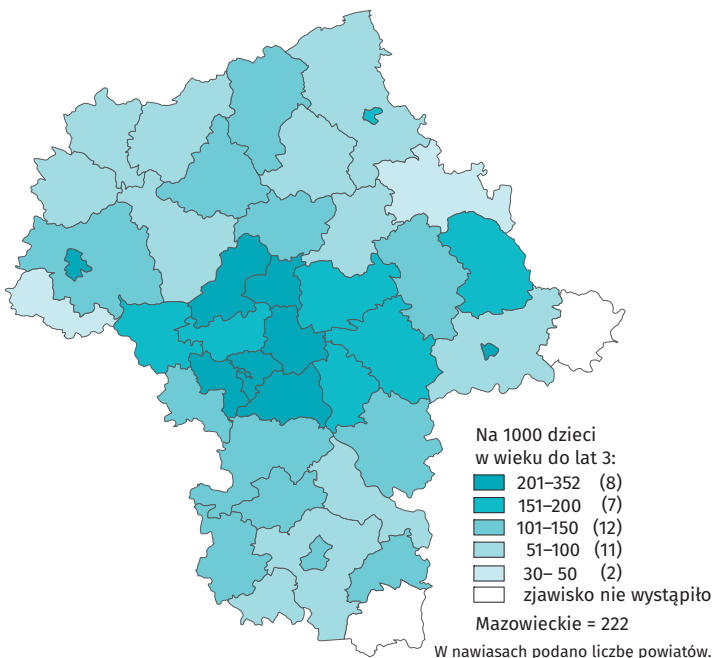 Na 1000 dzieci
w wieku do lat 3:
201–352 (8)
151–200 (7)
101–150 (12)
51–100 (11)
30– 50 (2)
zjawisko nie wystąpiło
Mazowieckie = 222
W nawiasach podano liczbę powiatów.